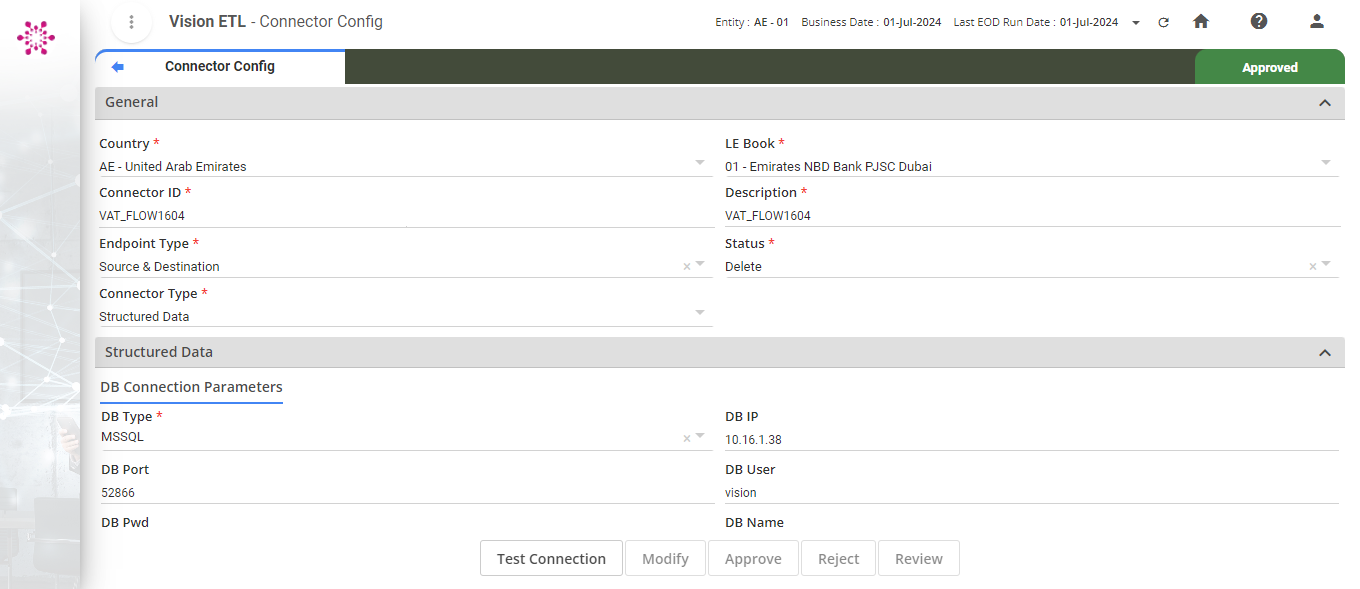 Vision ETL - Connector Config
Entity : AE - 01 Business Date : 01-Jul-2024 Last EOD Run Date : 01-Jul-2024
Connector Config
Approved
General
Country *
AE - United Arab Emirates
LE Book *
01 - Emirates NBD Bank PJSC Dubai
Connector ID *
VAT_FLOW1604
Description *
VAT_FLOW1604
Endpoint Type *
Source & Destination
Status *
Delete
Connector Type *
Structured Data
Structured Data
DB Connection Parameters
DB Type *
MSSQL
DB IP
10.16.1.38
DB Port
52866
DB User
vision
DB Pwd
DB Name
Test Connection
Modify
Approve
Reject
Review